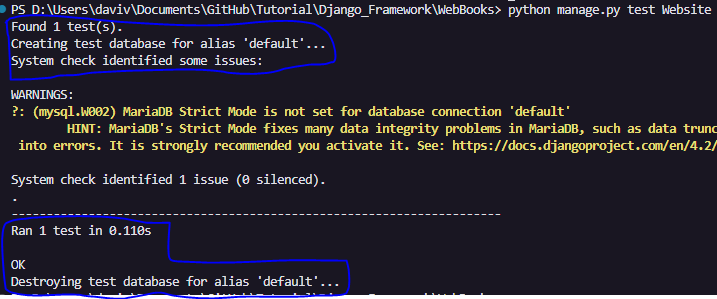 PS D:\Users\daviv\Documents\GitHub\Tutorial\Django_Framework\WebBooks> python manage.py test Website
Found 1 test(s).
Creating test database for alias 'default'...
System check identified some issues:
WARNINGS:
?: (mysql.W002) MariaDB Strict Mode is not set for database connection 'default'
HINT: MariaDB's Strict Mode fixes many data integrity problems in MariaDB, such as data trunc
into errors. It is strongly recommended you activate it. See: https://docs.djangoproject.com/en/4.2/
System check identified 1 issue (0 silenced).
.
----------------------------------------------------------------------
Ran 1 test in 0.110s
OK
Destroying test database for alias 'default'...